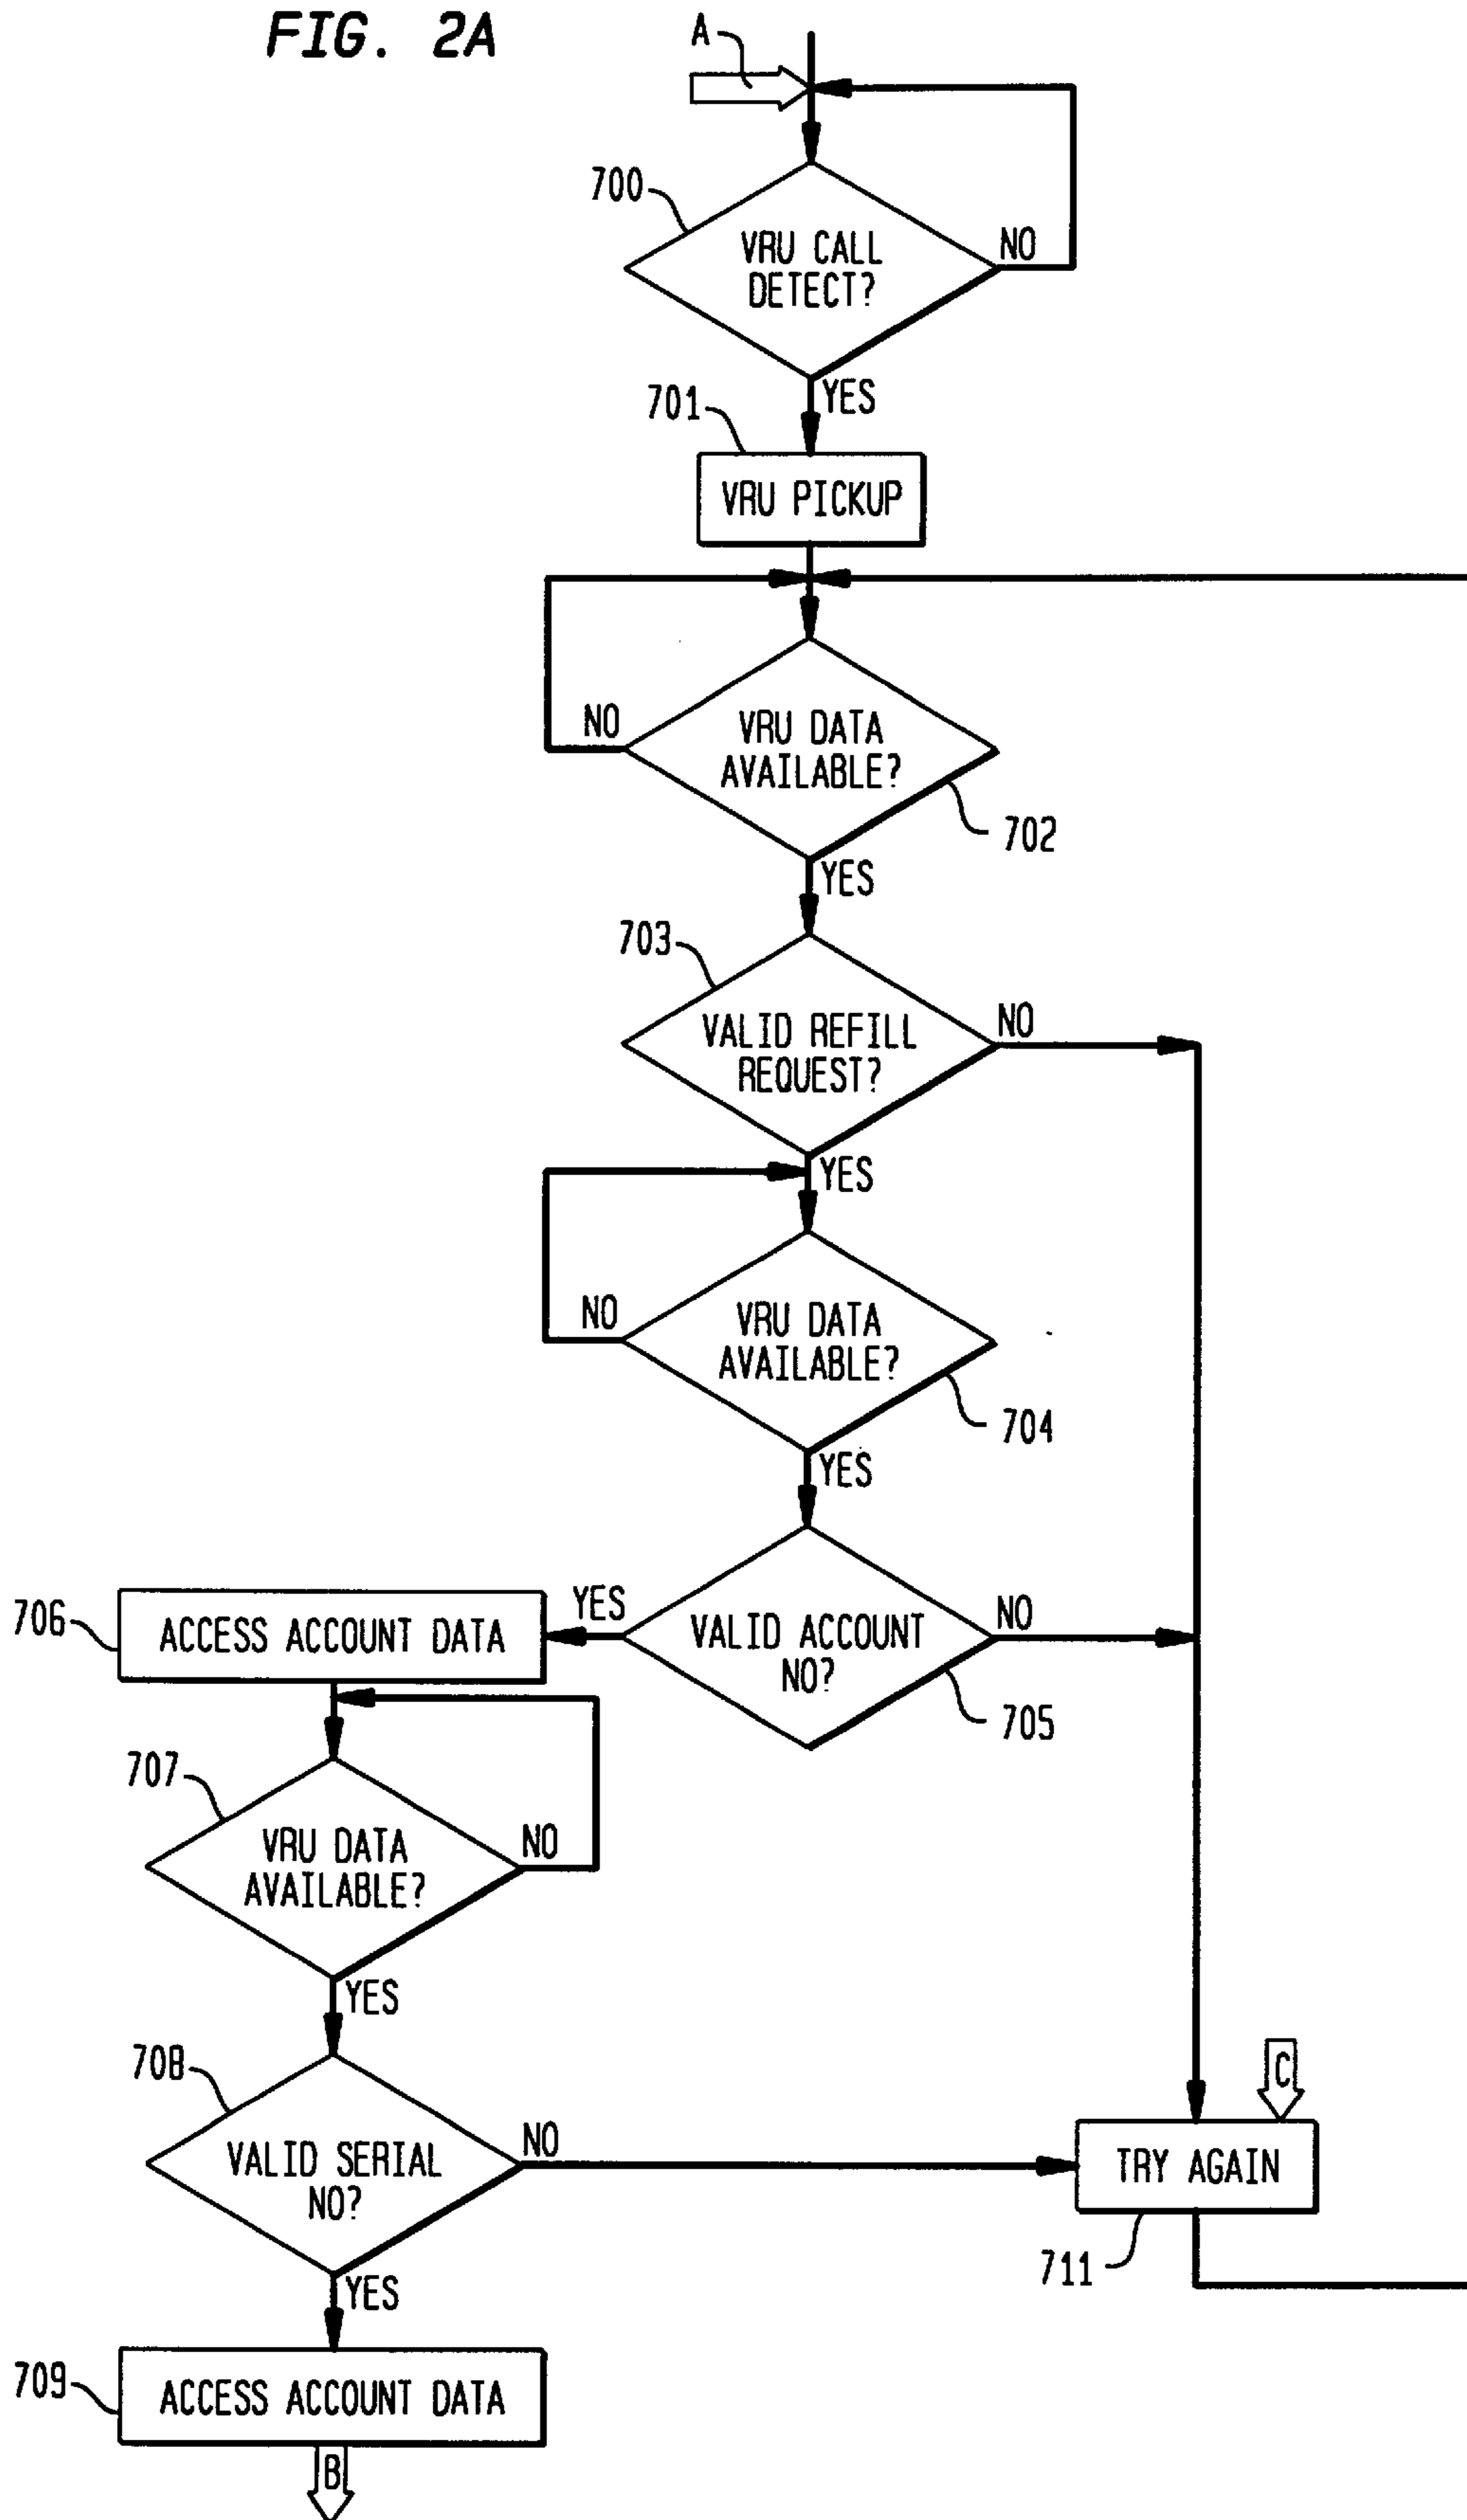 FIG. 2A
A
700
VRU CALL
DETECT?
NO
YES
701
VRU PICKUP
NO
VRU DATA
AVAILABLE?
702
YES
703
VALID REFILL
REQUEST?
NO
YES
NO
VRU DATA
AVAILABLE?
704
YES
706
ACCESS ACCOUNT DATA
YES
VALID ACCOUNT
NO?
NO
705
707
VRU DATA
AVAILABLE?
NO
YES
708
VALID SERIAL
NO?
NO
C
TRY AGAIN
711
YES
709
ACCESS ACCOUNT DATA
B